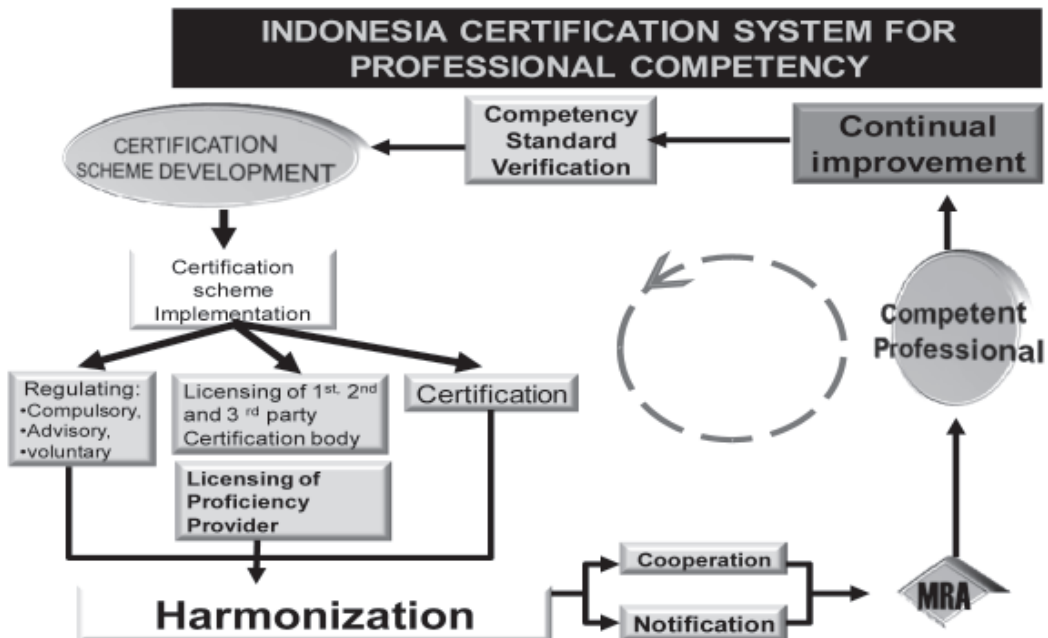 INDONESIA CERTIFICATION SYSTEM FOR
PROFESSIONAL COMPETENCY
CERTIFICATION
SCHEME DEVELOPMENT
Competency
Standard
Verification
Continual
improvement
Certification
scheme
Implementation
Competent
Professional
Regulating:
•Compulsory,
•Advisory,
•voluntary
Licensing of 1st, 2nd
and 3 rd party
Certification body
Certification
Licensing of
Proficiency
Provider
Harmonization
Cooperation
Notification
MRA